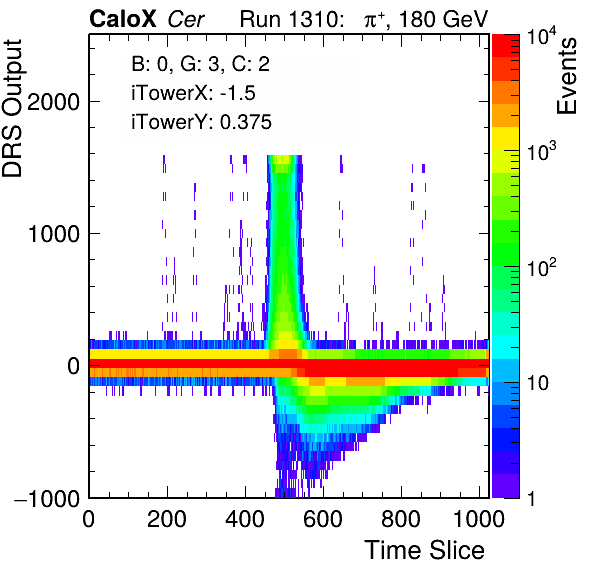 CaloX Cer Run 1310: π⁺, 180 GeV
B: 0, G: 3, C: 2
iTowerX: -1.5
iTowerY: 0.375
DRS Output
2000
1000
0
−1000
0 200 400 600 800 1000
Time Slice
Events
10⁴
10³
10²
10
1